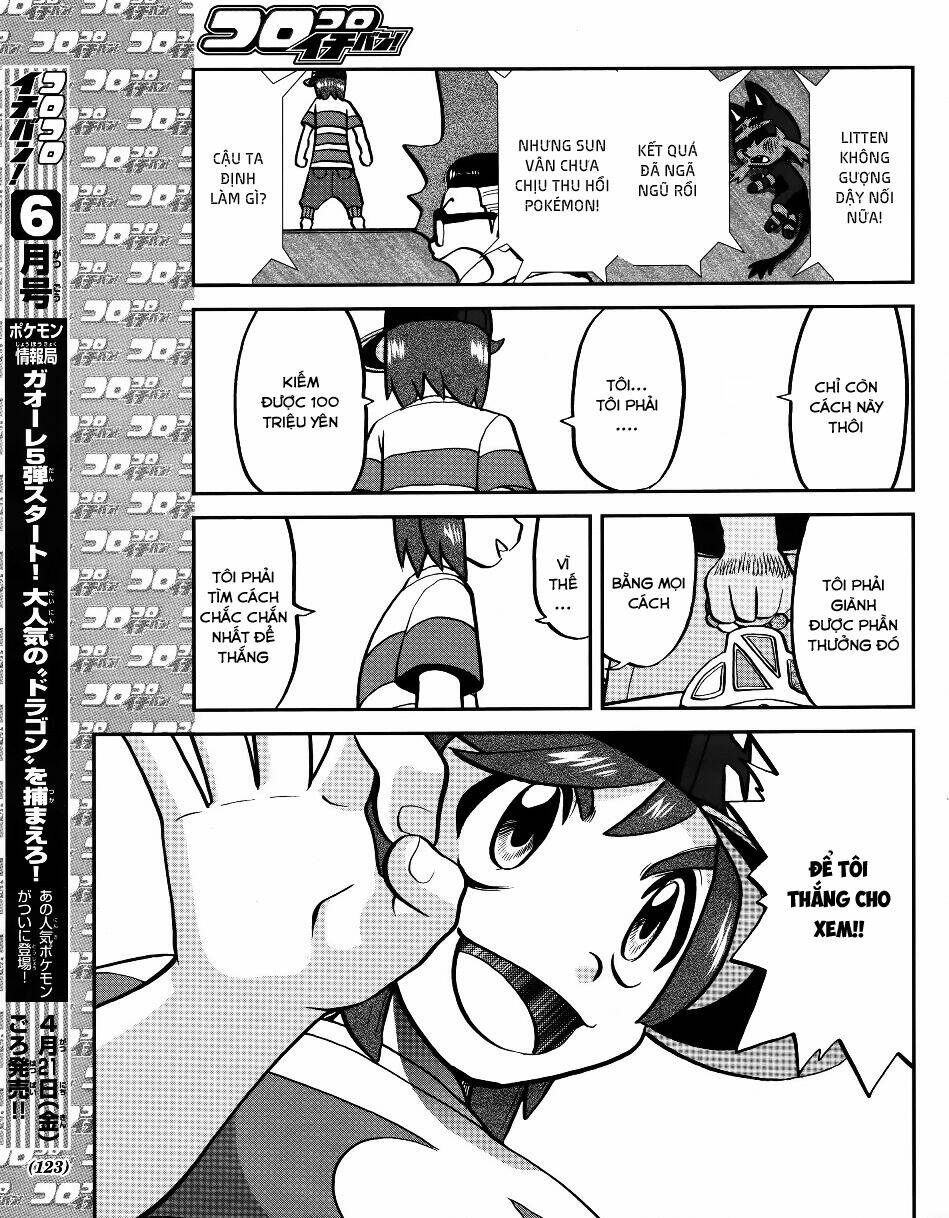 コロコロイチバン!
LITTEN
KHÔNG
GƯỢNG
DẬY NỔI
NỮA!
KẾT QUẢ
ĐÃ NGÃ
NGŨ RỒI
NHƯNG SUN
VẪN CHƯA
CHỊU THU HỒI
POKÉMON!
CẬU TA
ĐỊNH
LÀM GÌ?
CHỈ CÒN
CÁCH NÀY
THÔI
TÔI...
TÔI PHẢI
....
KIẾM
ĐƯỢC 100
TRIỆU YÊN
TÔI PHẢI
GIÀNH
ĐƯỢC PHẦN
THƯỞNG ĐÓ
BẰNG MỌI
CÁCH
VÌ
THẾ
...
TÔI PHẢI
TÌM CÁCH
CHẮC CHẮN
NHẤT ĐỂ
THẮNG
ĐỂ TÔI
THẮNG CHO
XEM!!
コロコロイチバン!
6月号
ポケモン情報局
ガオーレ5弾スタート!大人気の〝ドラゴン〟を捕まえろ!
あの人気ポケモンがついに登場!
4月21日(金)
ごろ発売!!
(123)